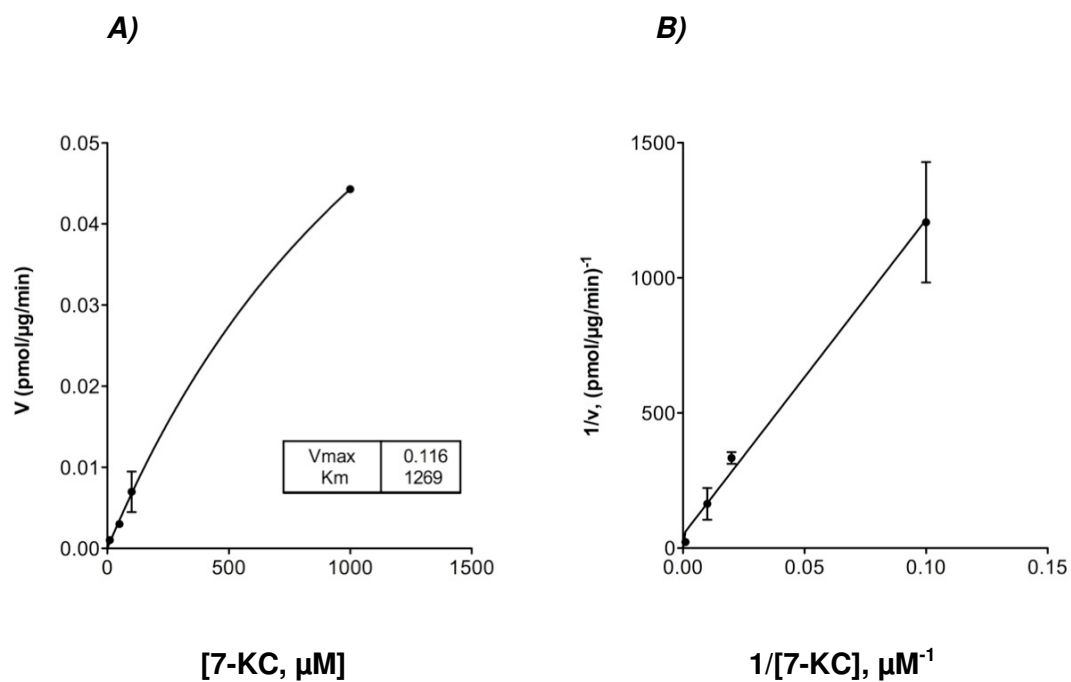 A)
B)
0.05
0.04
0.03
0.02
0.01
0.00
0
500
1000
1500
V (pmol/µg/min)
Vmax 0.116
Km 1269
[7-KC, µM]
1500
1000
500
0
0.00
0.05
0.10
0.15
1/v, (pmol/µg/min)⁻¹
1/[7-KC], µM⁻¹